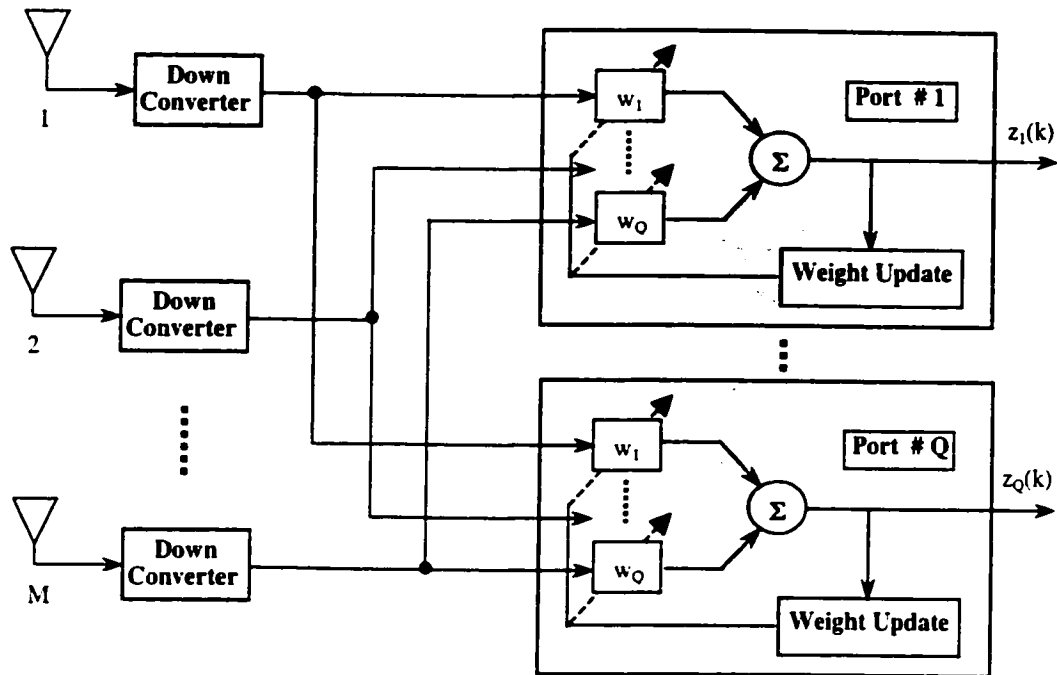 1
Down
Converter
2
Down
Converter
M
Down
Converter
w1
wQ
Σ
Port # 1
z1(k)
Weight Update
w1
wQ
Σ
Port # Q
zQ(k)
Weight Update